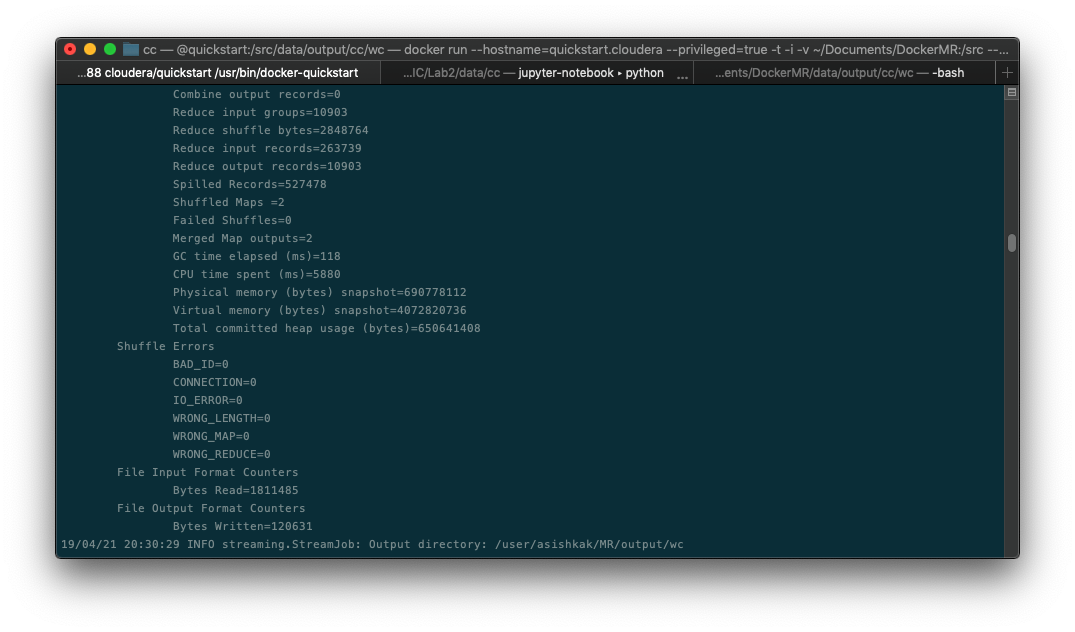 cc — @quickstart:/src/data/output/cc/wc — docker run --hostname=quickstart.cloudera --privileged=true -t -i -v ~/Documents/DockerMR:/src --...
...88 cloudera/quickstart /usr/bin/docker-quickstart
...IC/Lab2/data/cc — jupyter-notebook ▸ python ...
...ents/DockerMR/data/output/cc/wc — -bash
Combine output records=0
Reduce input groups=10903
Reduce shuffle bytes=2848764
Reduce input records=263739
Reduce output records=10903
Spilled Records=527478
Shuffled Maps =2
Failed Shuffles=0
Merged Map outputs=2
GC time elapsed (ms)=118
CPU time spent (ms)=5880
Physical memory (bytes) snapshot=690778112
Virtual memory (bytes) snapshot=4072820736
Total committed heap usage (bytes)=650641408
Shuffle Errors
BAD_ID=0
CONNECTION=0
IO_ERROR=0
WRONG_LENGTH=0
WRONG_MAP=0
WRONG_REDUCE=0
File Input Format Counters
Bytes Read=1811485
File Output Format Counters
Bytes Written=120631
19/04/21 20:30:29 INFO streaming.StreamJob: Output directory: /user/asishkak/MR/output/wc